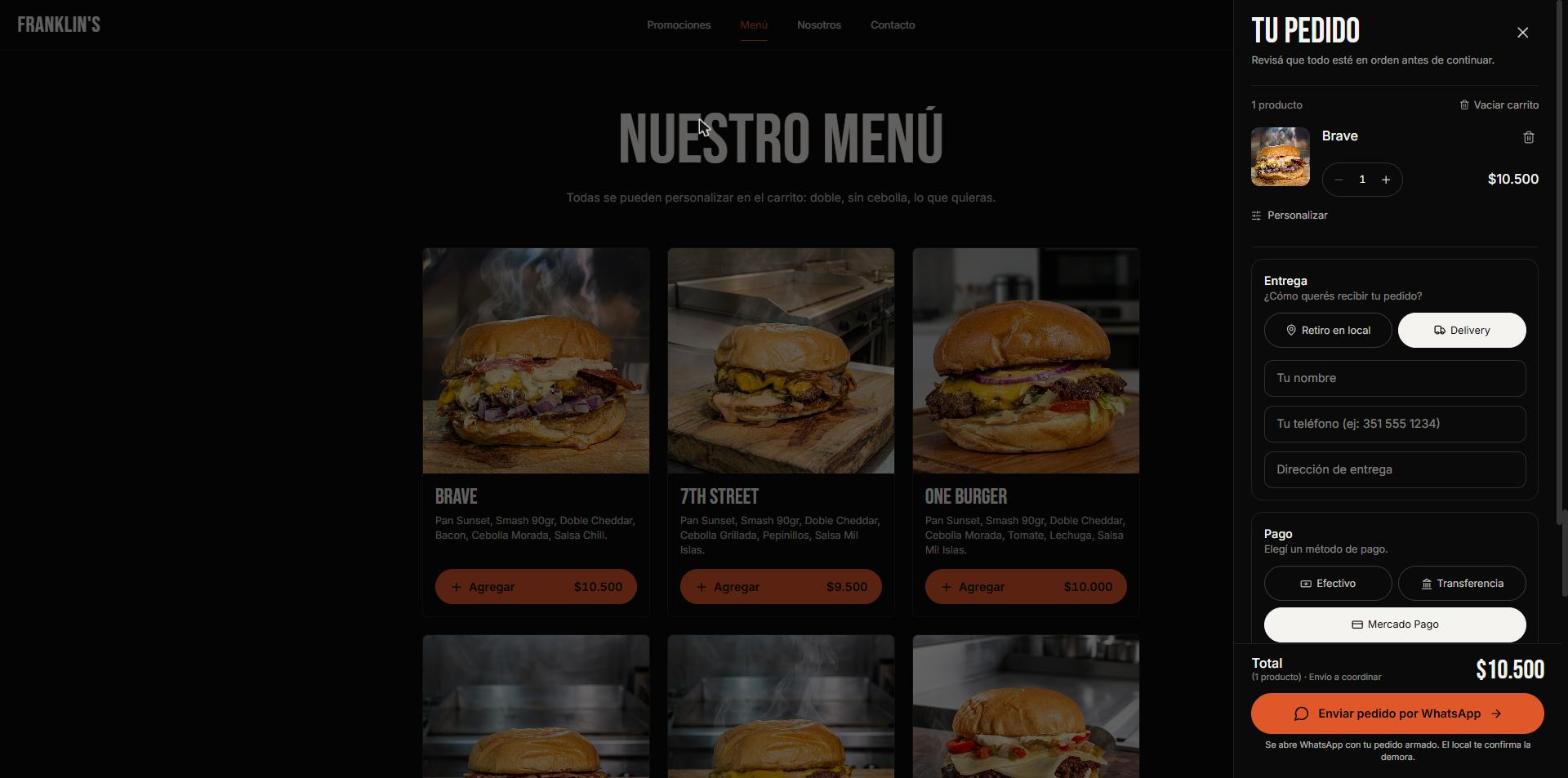 FRANKLIN'S
Promociones
Menú
Nosotros
Contacto
NUESTRO MENÚ
Todas se pueden personalizar en el carrito: doble, sin cebolla, lo que quieras.
BRAVE
Pan Sunset, Smash 90gr, Doble Cheddar,
Bacon, Cebolla Morada, Salsa Chili.
+ Agregar $10.500
7TH STREET
Pan Sunset, Smash 90gr, Doble Cheddar,
Cebolla Grillada, Pepinillos, Salsa Mil
Islas.
+ Agregar $9.500
ONE BURGER
Pan Sunset, Smash 90gr, Doble Cheddar,
Cebolla Morada, Tomate, Lechuga, Salsa
Mil Islas.
+ Agregar $10.000
TU PEDIDO
Revisá que todo esté en orden antes de continuar.
1 producto
Vaciar carrito
Brave
− 1 +
$10.500
Personalizar
Entrega
¿Cómo querés recibir tu pedido?
Retiro en local
Delivery
Tu nombre
Tu teléfono (ej: 351 555 1234)
Dirección de entrega
Pago
Elegí un método de pago.
Efectivo
Transferencia
Mercado Pago
Total
(1 producto) · Envío a coordinar
$10.500
Enviar pedido por WhatsApp →
Se abre WhatsApp con tu pedido armado. El local te confirma la
demora.